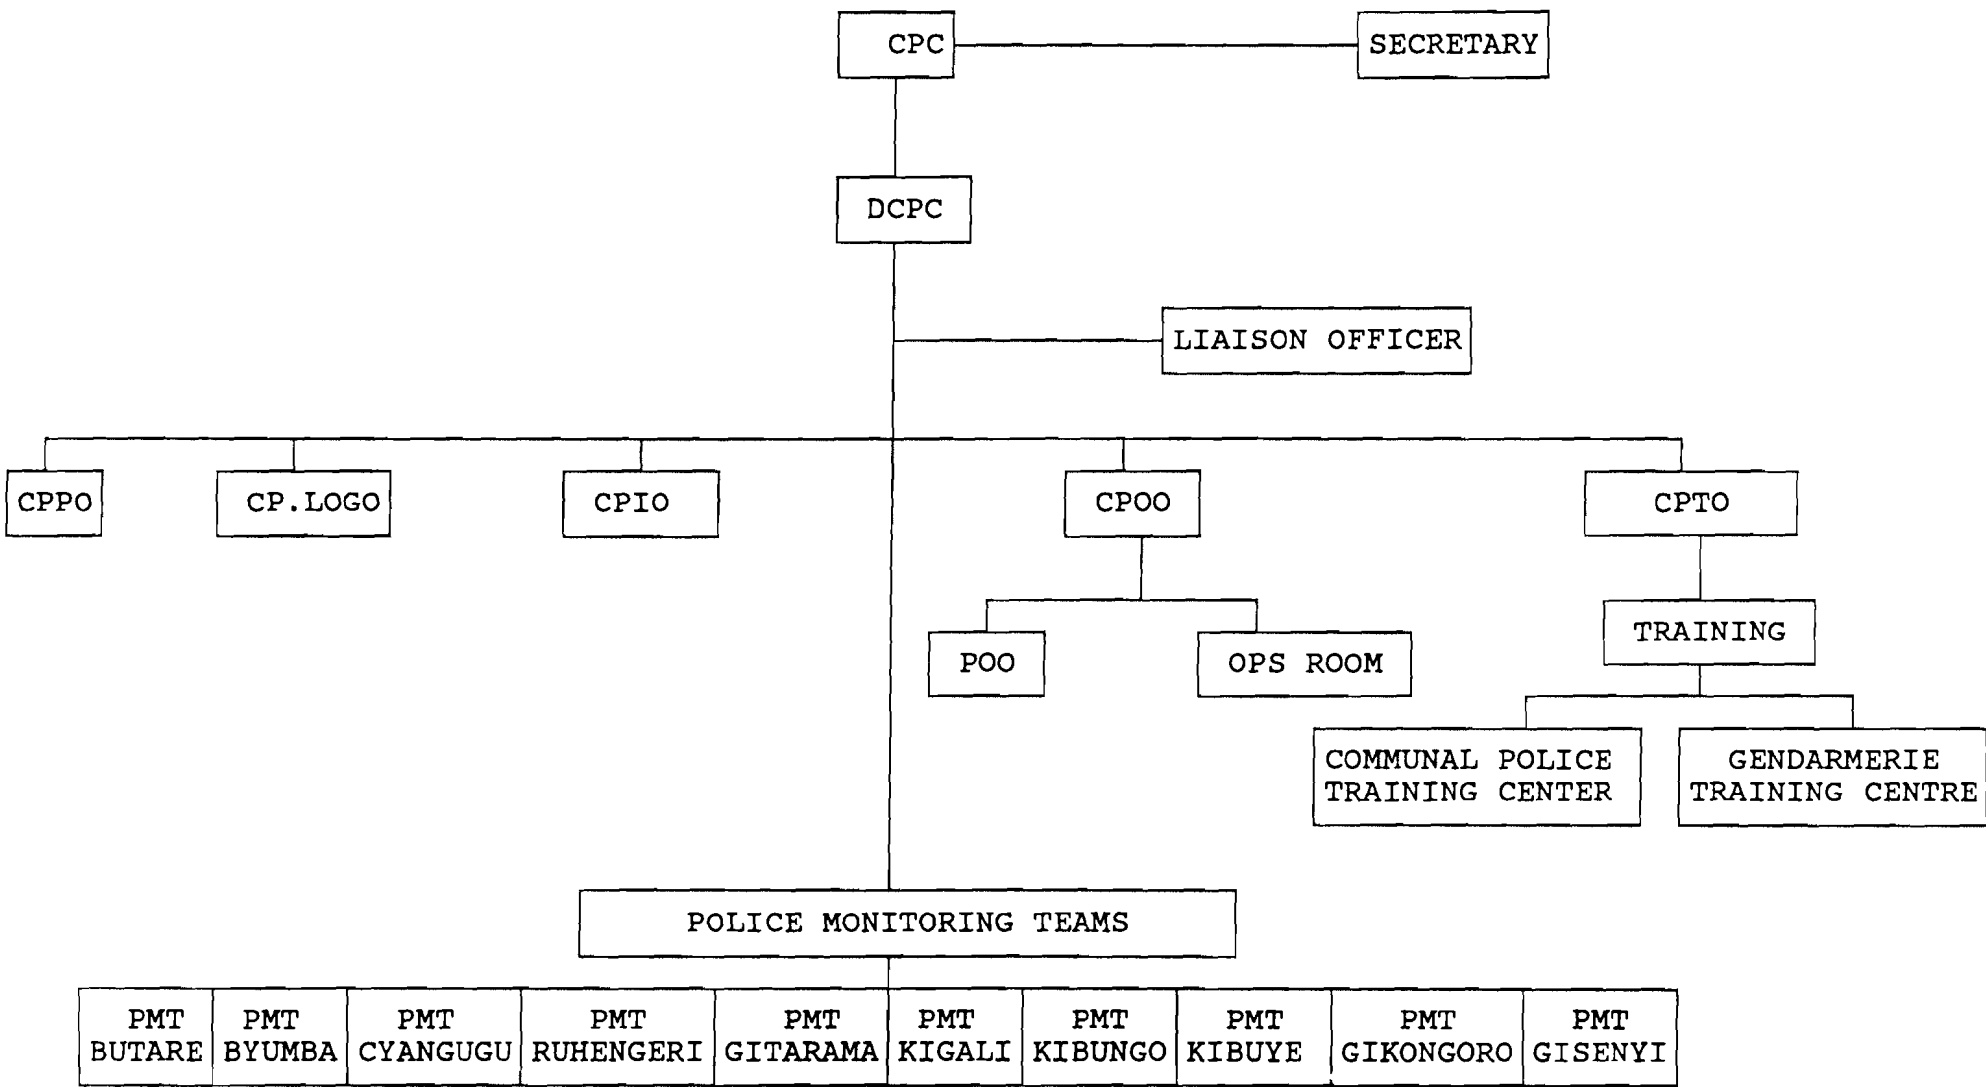 CPC
SECRETARY
DCPC
LIAISON OFFICER
CPPO
CP.LOGO
CPIO
CPOO
CPTO
POO
OPS ROOM
TRAINING
COMMUNAL POLICE
TRAINING CENTER
GENDARMERIE
TRAINING CENTRE
POLICE MONITORING TEAMS
PMT
BUTARE
PMT
BYUMBA
PMT
CYANGUGU
PMT
RUHENGERI
PMT
GITARAMA
PMT
KIGALI
PMT
KIBUNGO
PMT
KIBUYE
PMT
GIKONGORO
PMT
GISENYI